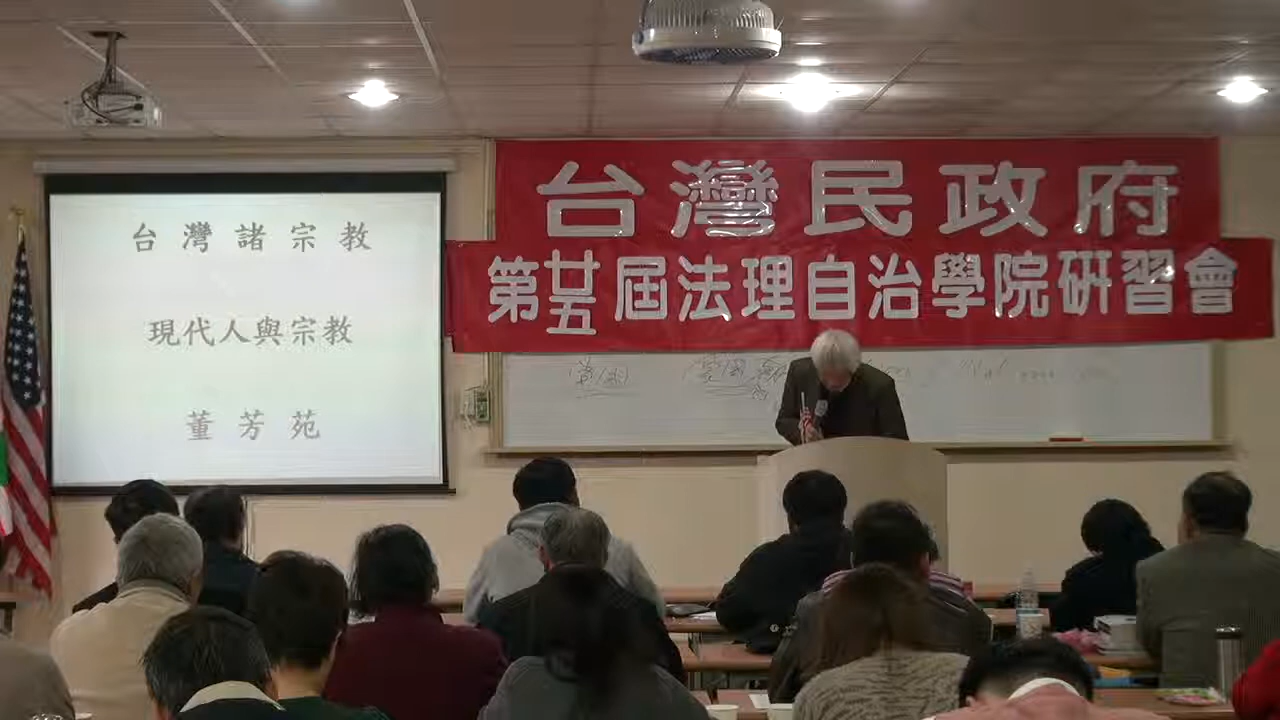 台灣民政府
第廿五屆法理自治學院研習會
台灣諸宗教
現代人與宗教
董芳苑